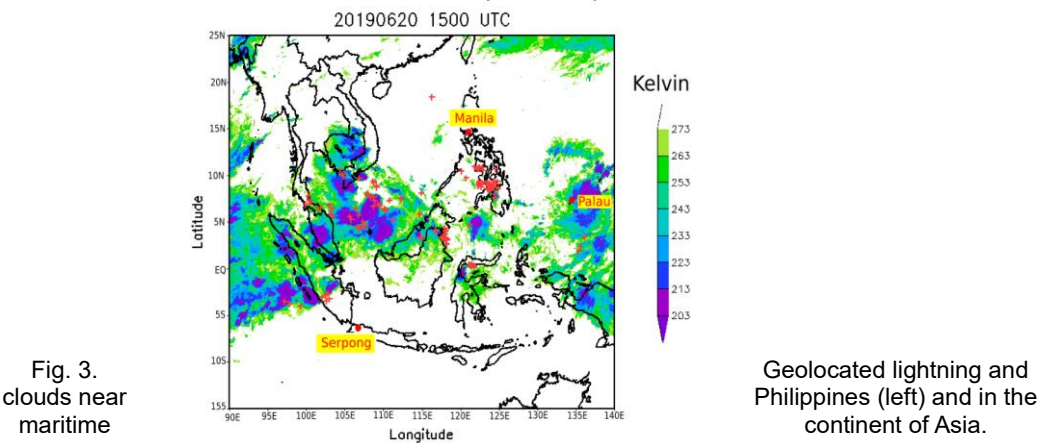 20190620 1500 UTC
Kelvin
25N
20N
15N
10N
5N
EQ
5S
10S
15S
Latitude
Manila
Palau
Serpong
273
263
253
243
233
223
213
203
90E 95E 100E 105E 110E 115E 120E 125E 130E 135E 140E
Longitude
Fig. 3. Geolocated lightning and
clouds near Philippines (left) and in the
maritime continent of Asia.